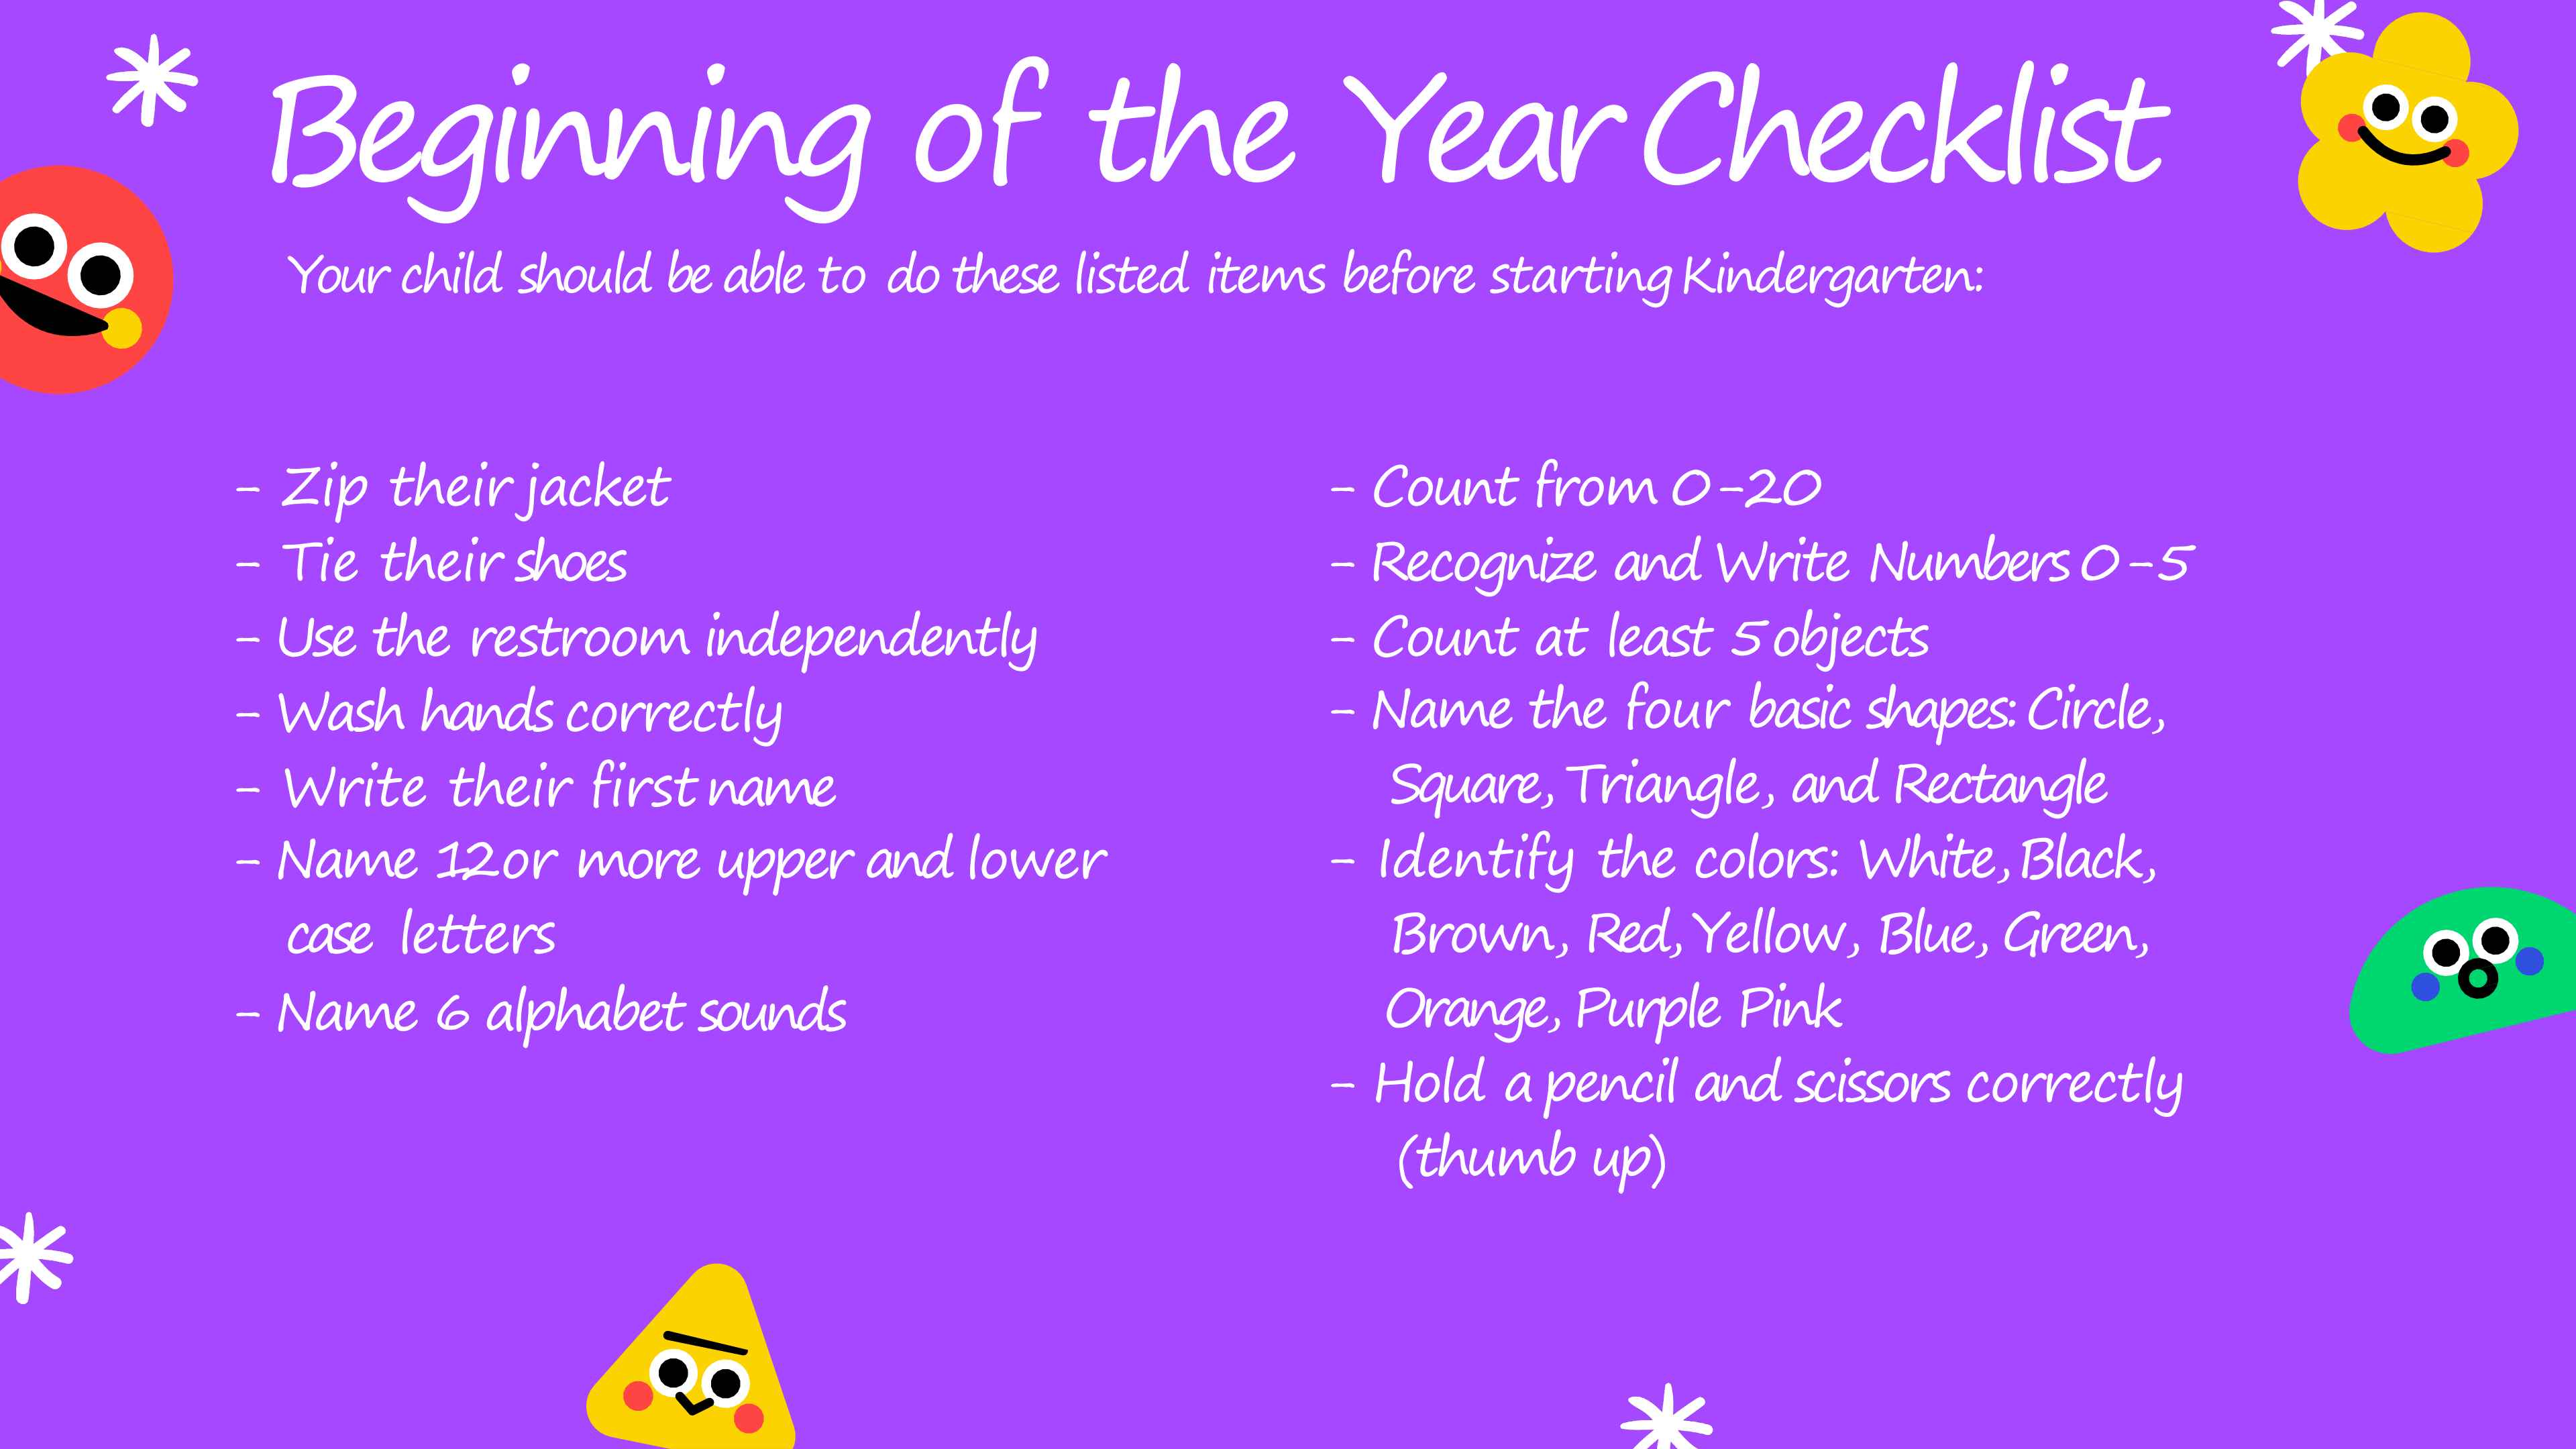 Beginning of the Year Checklist
Your child should be able to do these listed items before starting Kindergarten:
- Zip their jacket
- Tie their shoes
- Use the restroom independently
- Wash hands correctly
- Write their first name
- Name 12 or more upper and lower
case letters
- Name 6 alphabet sounds
- Count from 0-20
- Recognize and Write Numbers 0-5
- Count at least 5 objects
- Name the four basic shapes: Circle,
Square, Triangle, and Rectangle
- Identify the colors: White, Black,
Brown, Red, Yellow, Blue, Green,
Orange, Purple Pink
- Hold a pencil and scissors correctly
(thumb up)